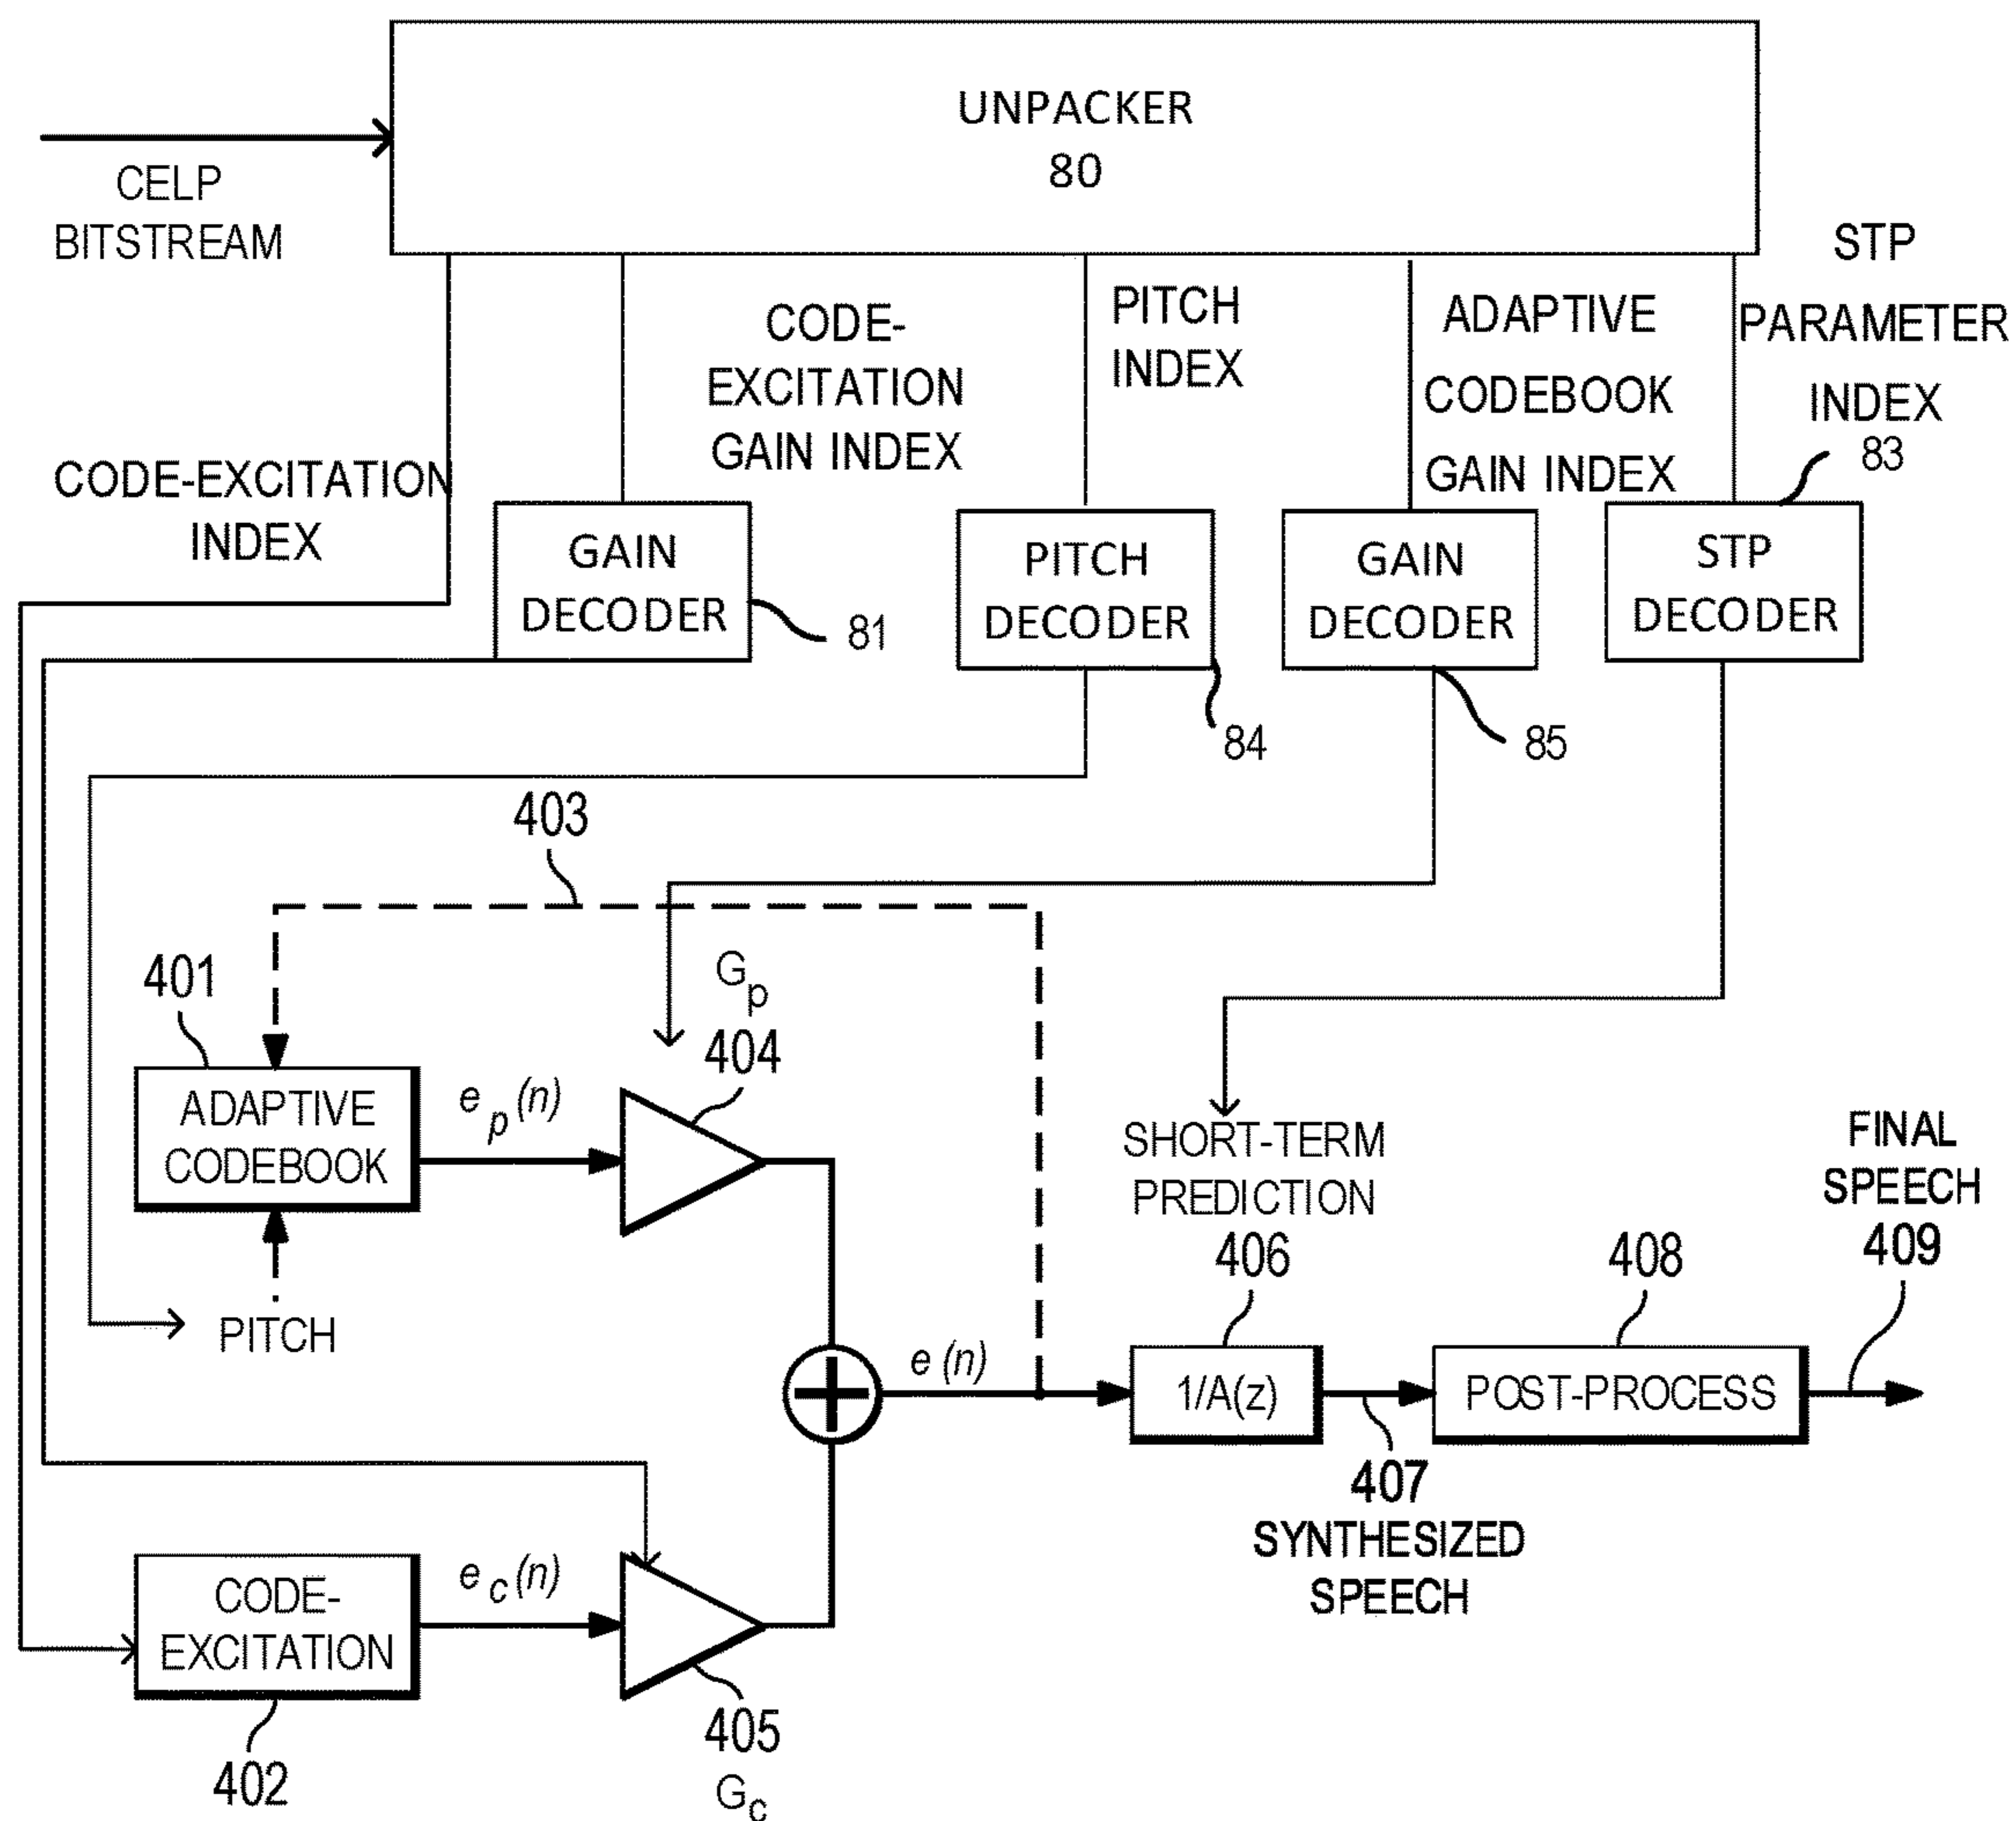 UNPACKER
80
CELP
BITSTREAM
STP
PARAMETER
INDEX
83
CODE-
EXCITATION
GAIN INDEX
PITCH
INDEX
ADAPTIVE
CODEBOOK
GAIN INDEX
CODE-EXCITATION
INDEX
GAIN
DECODER
81
PITCH
DECODER
84
GAIN
DECODER
85
STP
DECODER
403
401
Gp
404
ADAPTIVE
CODEBOOK
ep(n)
PITCH
SHORT-TERM
PREDICTION
406
FINAL
SPEECH
409
408
e(n)
1/A(z)
POST-PROCESS
407
SYNTHESIZED
SPEECH
CODE-
EXCITATION
ec(n)
402
405
Gc